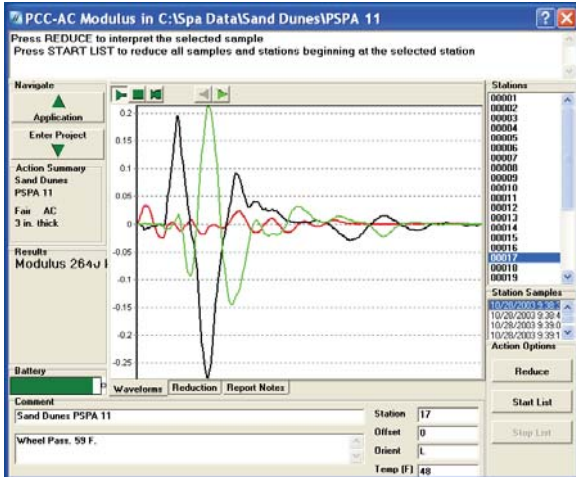 PCC-AC Modulus in C:\Spa Data\Sand Dunes\PSPA 11
Press REDUCE to interpret the selected sample
Press START LIST to reduce all samples and stations beginning at the selected station
Navigate
Application
Enter Project
Action Summary
Sand Dunes
PSPA 11
Fair AC
3 in. thick
Results
Modulus
Battery
0.2
0.15
0.1
0.05
0
-0.05
-0.1
-0.15
-0.2
-0.25
Waveforms
Reduction
Report Notes
Stations
00001
00002
00003
00004
00005
00006
00007
00008
00009
00010
00011
00012
00013
00014
00015
00016
00017
00018
00019
Station Samples
10/28/2003 9:38:3
10/28/2003 9:38:4
10/28/2003 9:39:0
10/28/2003 9:39:1
Action Options
Reduce
Start List
Stop List
Comment
Sand Dunes PSPA 11
Wheel Pass. 59 F.
Station 17
Offset 0
Orient L
Temp (F) 48